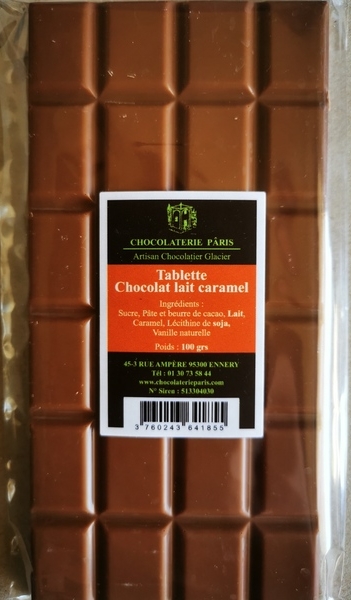 CHOCOLATERIE PÂRIS
Artisan Chocolatier Glacier
Tablette
Chocolat lait caramel
Ingrédients :
Sucre, Pâte et beurre de cacao, Lait,
Caramel, Lécithine de soja,
Vanille naturelle
Poids : 100 grs
45-3 RUE AMPÈRE 95300 ENNERY
Tél : 01 30 73 58 44
www.chocolaterieparis.com
N° Siren : 513304030
3 760243 641855